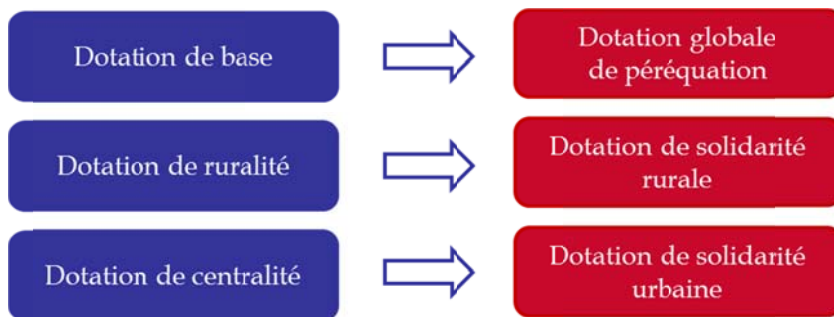 Dotation de base
Dotation globale
de péréquation
Dotation de ruralité
Dotation de solidarité
rurale
Dotation de centralité
Dotation de solidarité
urbaine